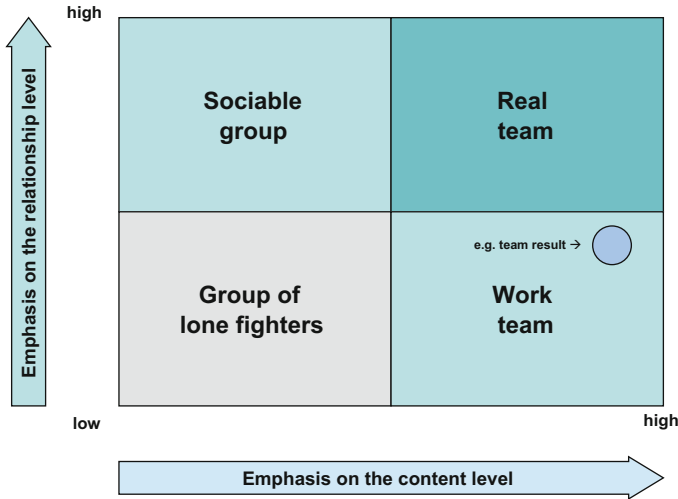 high
Emphasis on the relationship level
Sociable
group
Real
team
e.g. team result →
Group of
lone fighters
Work
team
low
high
Emphasis on the content level